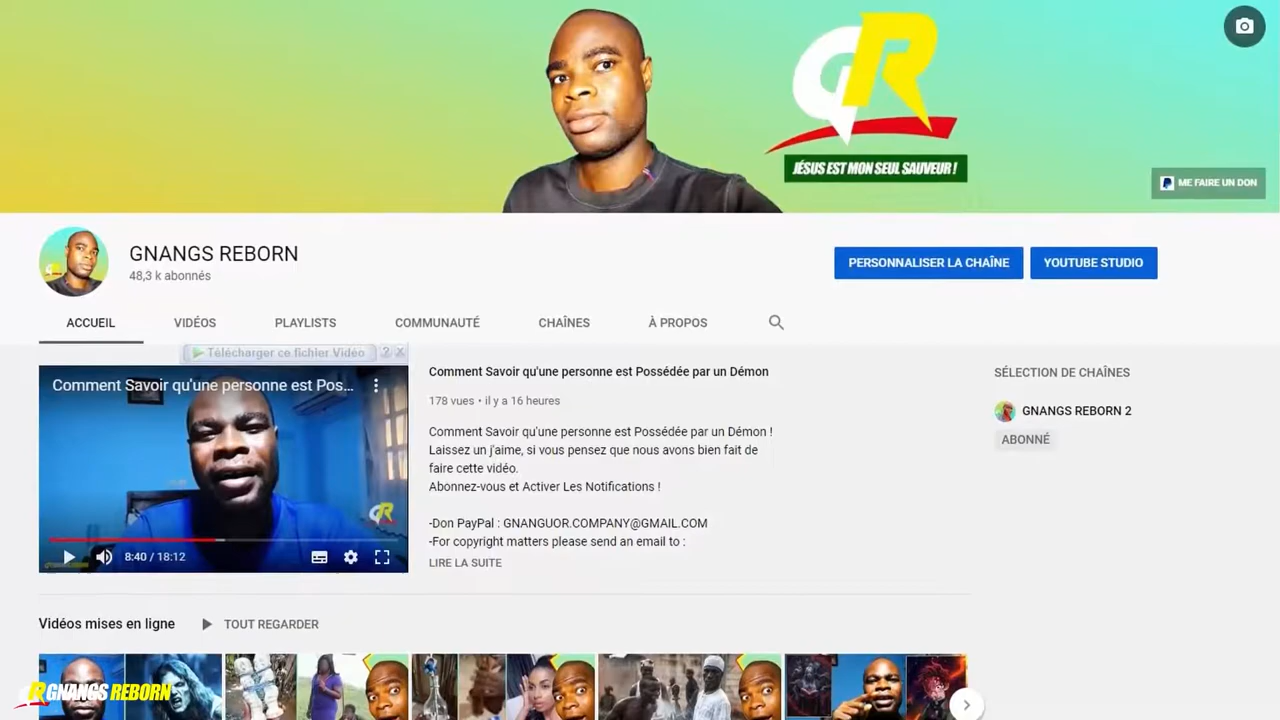 GR
JÉSUS EST MON SEUL SAUVEUR !
ME FAIRE UN DON
GNANGS REBORN
48,3 k abonnés
PERSONNALISER LA CHAÎNE
YOUTUBE STUDIO
ACCUEIL
VIDÉOS
PLAYLISTS
COMMUNAUTÉ
CHAÎNES
À PROPOS
Télécharger ce fichier Vidéo ? X
Comment Savoir qu'une personne est Pos...
GR
8:40 / 18:12
Comment Savoir qu'une personne est Possédée par un Démon
178 vues • il y a 16 heures
Comment Savoir qu'une personne est Possédée par un Démon !
Laissez un j'aime, si vous pensez que nous avons bien fait de
faire cette vidéo.
Abonnez-vous et Activer Les Notifications !
-Don PayPal : GNANGUOR.COMPANY@GMAIL.COM
-For copyright matters please send an email to :
LIRE LA SUITE
SÉLECTION DE CHAÎNES
GNANGS REBORN 2
ABONNÉ
Vidéos mises en ligne
TOUT REGARDER
GR GNANGS REBORN